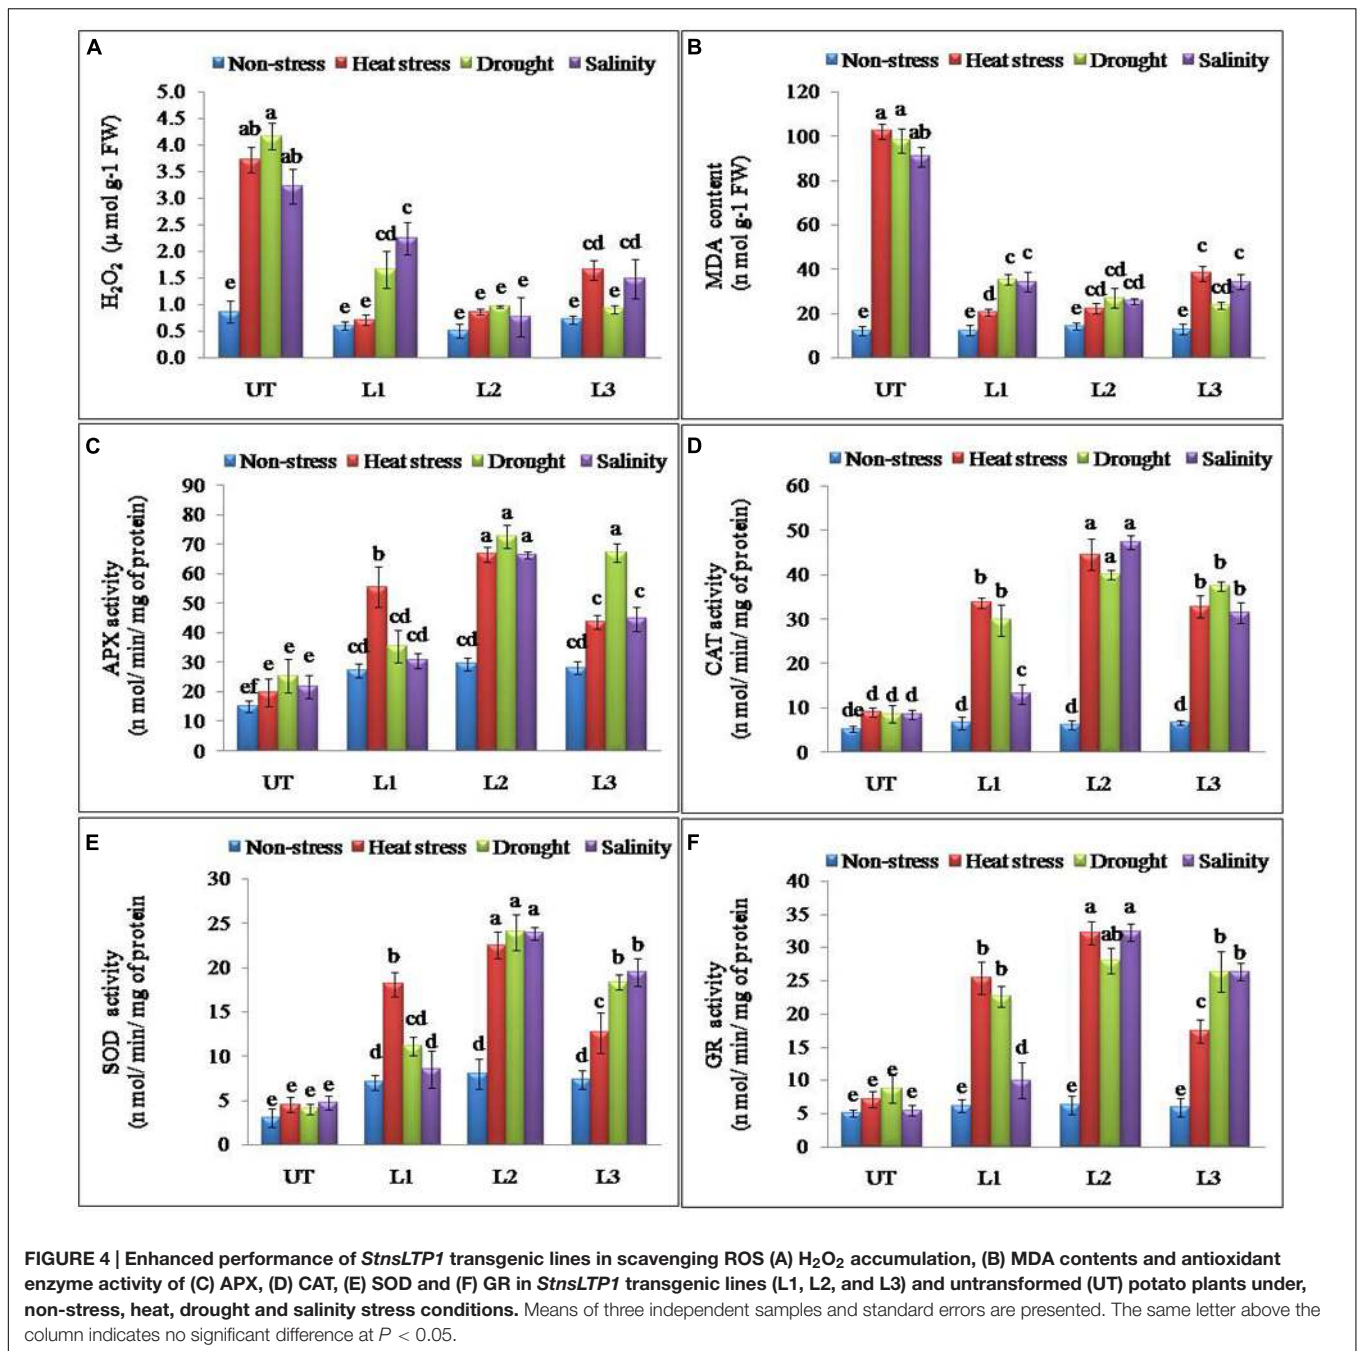 A
Non-stress Heat stress Drought Salinity
H₂O₂ (µ mol g-1 FW)
5.0
4.5
4.0
3.5
3.0
2.5
2.0
1.5
1.0
0.5
0.0
e ab a ab
e e cd c
e e e e
e cd e cd
UT L1 L2 L3
B
Non-stress Heat stress Drought Salinity
MDA content
(n mol g-1 FW)
120
100
80
60
40
20
0
e a a ab
e d c c
e cd cd cd
e c cd c
UT L1 L2 L3
C
Non-stress Heat stress Drought Salinity
APX activity
(n mol/ min/ mg of protein)
90
80
70
60
50
40
30
20
10
0
ef e e e
cd b cd cd
cd a a a
cd c a c
UT L1 L2 L3
D
Non-stress Heat stress Drought Salinity
CAT activity
(n mol/ min/ mg of protein)
60
50
40
30
20
10
0
de d d d
d b b c
d a a a
d b b b
UT L1 L2 L3
E
Non-stress Heat stress Drought Salinity
SOD activity
(n mol/ min/ mg of protein
30
25
20
15
10
5
0
e e e e
d b cd d
d a a a
d c b b
UT L1 L2 L3
F
Non-stress Heat stress Drought Salinity
GR activity
(n mol/ min/ mg of protein
40
35
30
25
20
15
10
5
0
e e e e
e b b d
e a ab a
e c b b
UT L1 L2 L3
FIGURE 4 | Enhanced performance of StnsLTP1 transgenic lines in scavenging ROS (A) H₂O₂ accumulation, (B) MDA contents and antioxidant
enzyme activity of (C) APX, (D) CAT, (E) SOD and (F) GR in StnsLTP1 transgenic lines (L1, L2, and L3) and untransformed (UT) potato plants under,
non-stress, heat, drought and salinity stress conditions. Means of three independent samples and standard errors are presented. The same letter above the
column indicates no significant difference at P < 0.05.